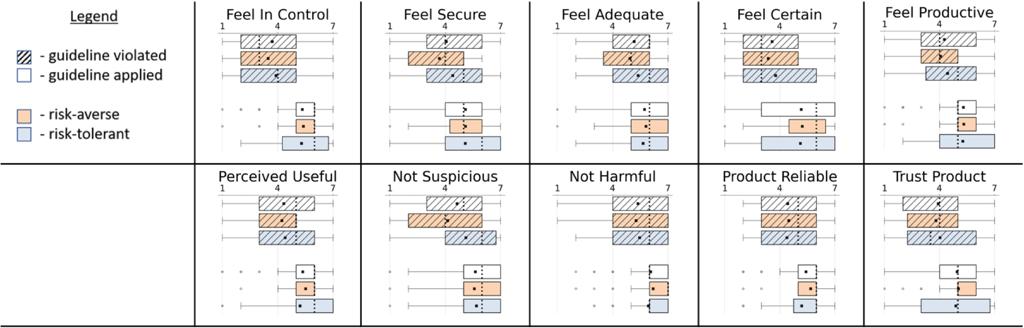 Legend
- guideline violated
- guideline applied
- risk-averse
- risk-tolerant
Feel In Control
1 4 7
Feel Secure
1 4 7
Feel Adequate
1 4 7
Feel Certain
1 4 7
Feel Productive
1 4 7
Perceived Useful
1 4 7
Not Suspicious
1 4 7
Not Harmful
1 4 7
Product Reliable
1 4 7
Trust Product
1 4 7